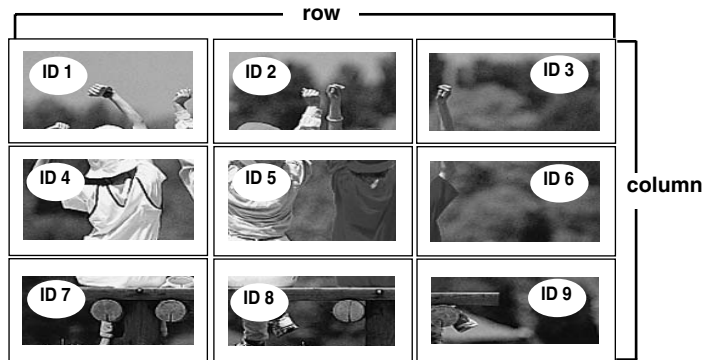 row
ID 1
ID 2
ID 3
ID 4
ID 5
ID 6
column
ID 7
ID 8
ID 9